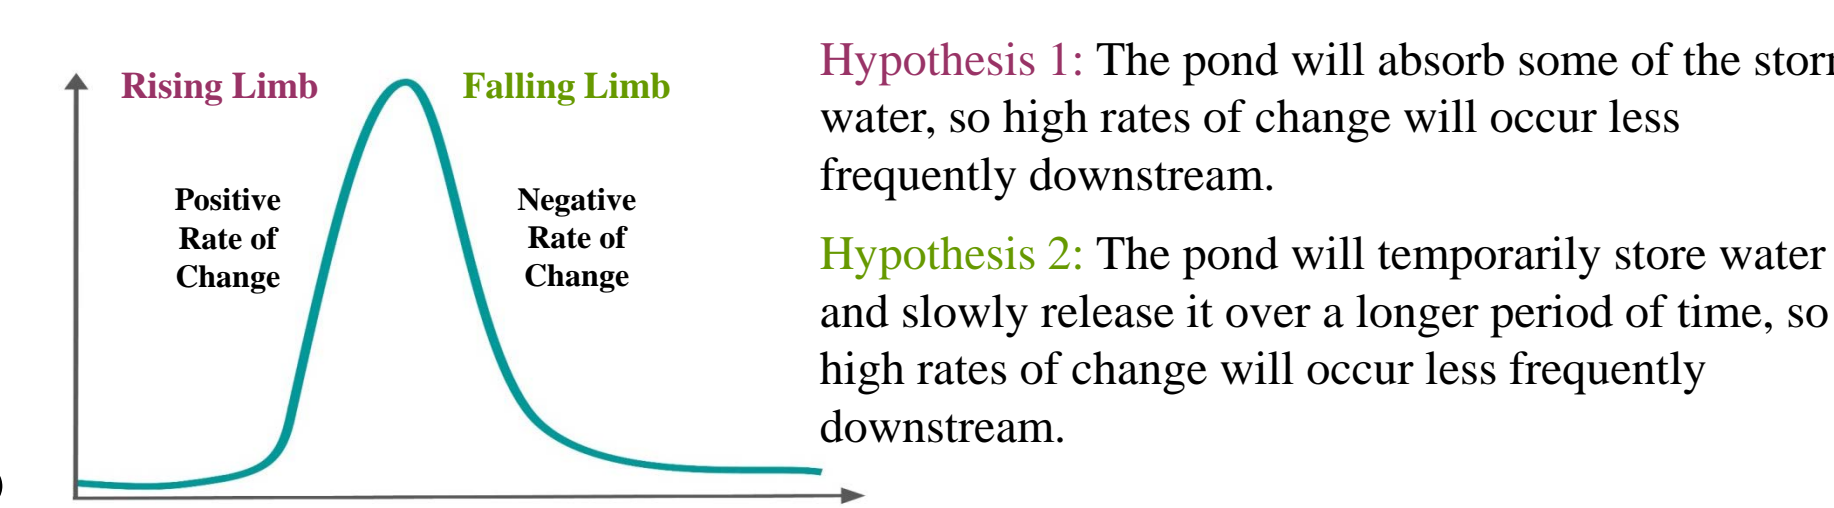 Rising Limb
Falling Limb
Positive
Rate of
Change
Negative
Rate of
Change
)
Hypothesis 1: The pond will absorb some of the
water, so high rates of change will occur less
frequently downstream.
Hypothesis 2: The pond will temporarily store water
and slowly release it over a longer period of time, so
high rates of change will occur less frequently
downstream.